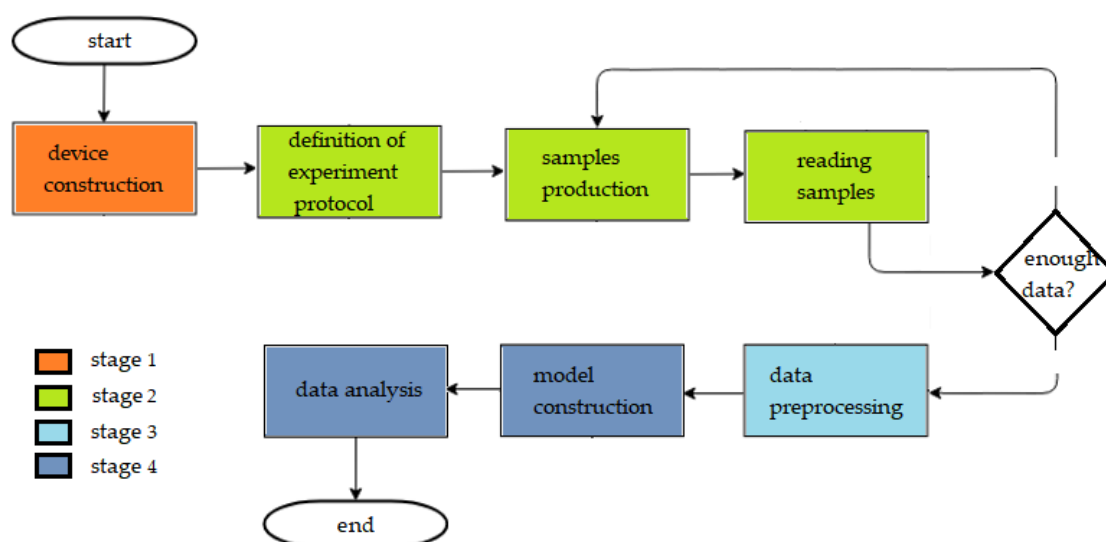 start
device
construction
definition of
experiment
protocol
samples
production
reading
samples
enough
data?
data
preprocessing
model
construction
data analysis
end
stage 1
stage 2
stage 3
stage 4